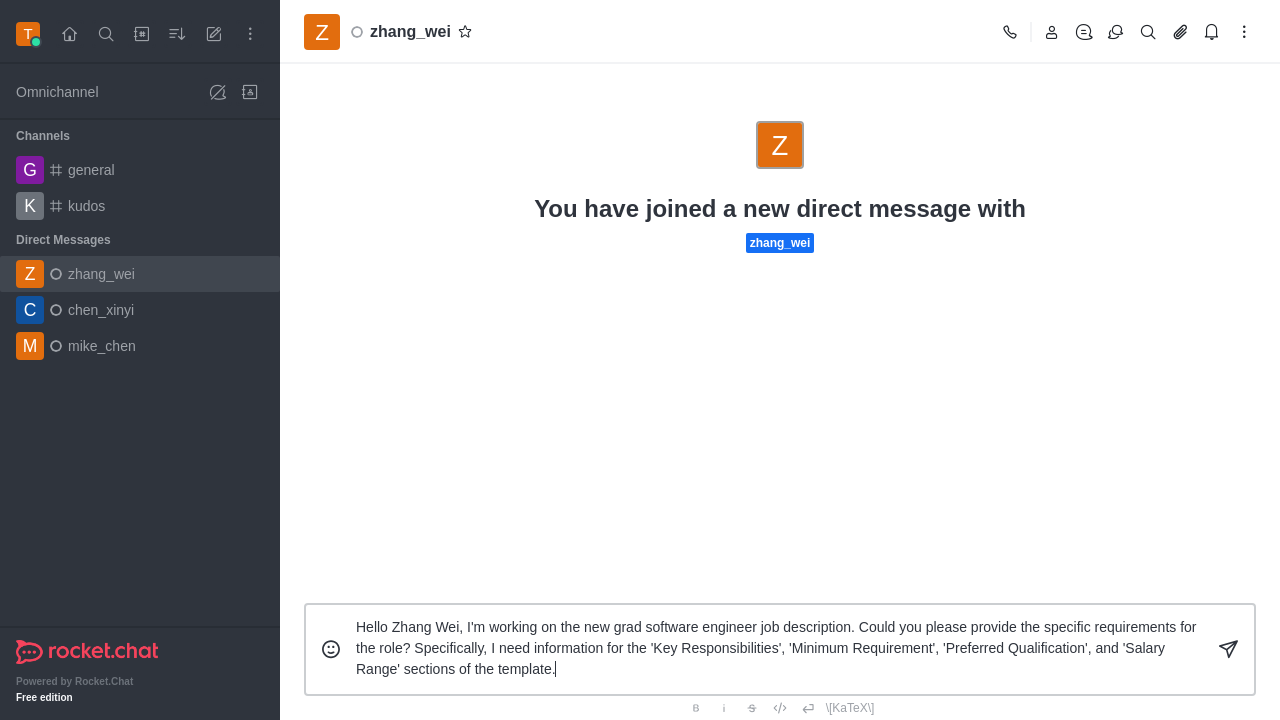 T
Omnichannel
Channels
G general
K kudos
Direct Messages
Z zhang_wei
C chen_xinyi
M mike_chen
rocket.chat
Powered by Rocket.Chat
Free edition
Z zhang_wei
Z
You have joined a new direct message with
zhang_wei
Hello Zhang Wei, I'm working on the new grad software engineer job description. Could you please provide the specific requirements for
the role? Specifically, I need information for the 'Key Responsibilities', 'Minimum Requirement', 'Preferred Qualification', and 'Salary
Range' sections of the template.
B i S \[KaTeX\]